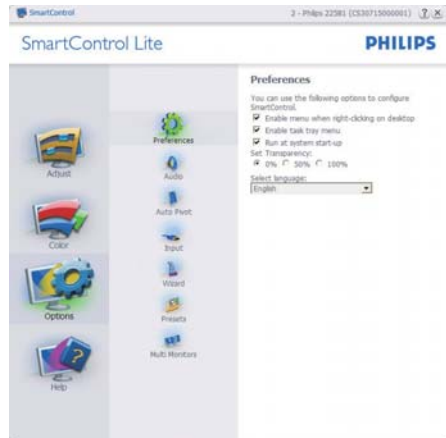 SmartControl
2 - Philips 225B1 (CS30715000001)
? X
SmartControl Lite
PHILIPS
Adjust
Color
Options
Help
Preferences
Audio
Auto Pivot
Input
Wizard
Presets
Multi Monitors
Preferences
You can use the following options to configure
SmartControl.
Enable menu when right-clicking on desktop
Enable task tray menu
Run at system start-up
Set Transparency:
0% 50% 100%
Select language:
English